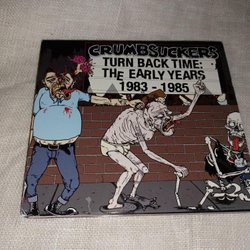 CRUMBSUCKERS
TURN BACK TIME:
THE EARLY YEARS
1983 - 1985